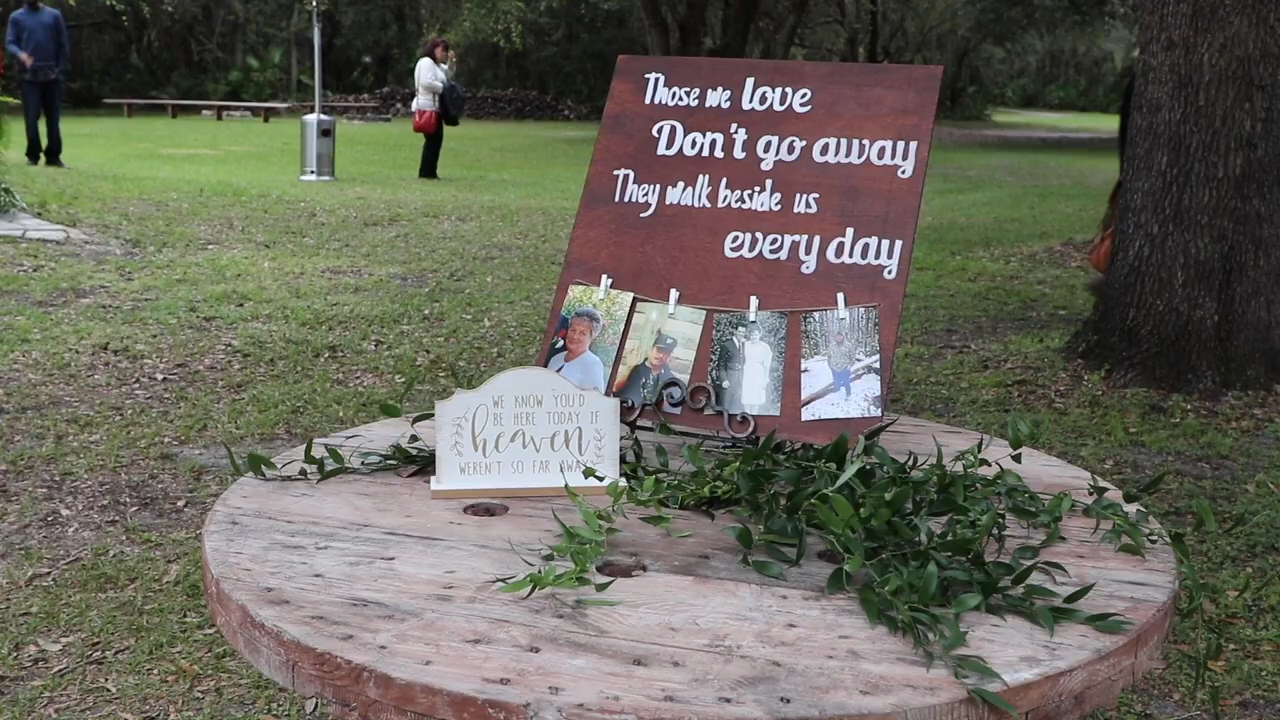 Those we love
Don't go away
They walk beside us
every day
WE KNOW YOU'D
BE HERE TODAY IF
heaven
WEREN'T SO FAR AWAY